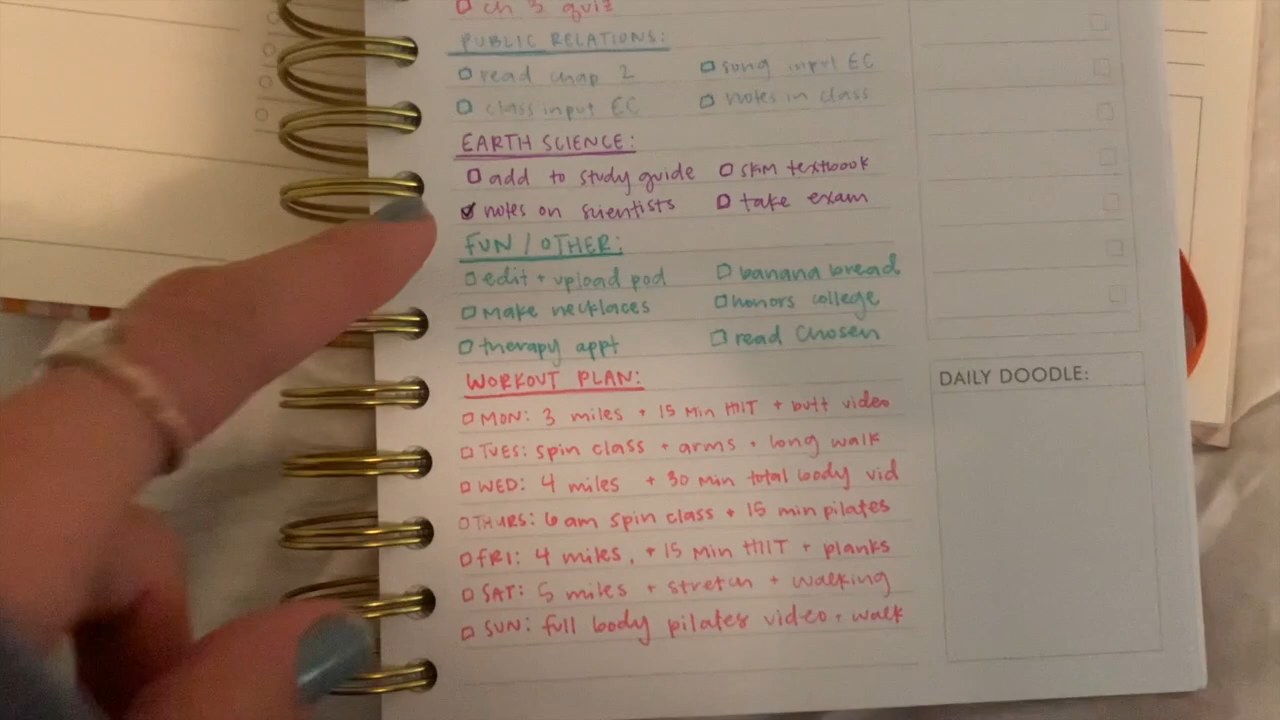 ch 3 quiz
PUBLIC RELATIONS:
read chap 2 song input EC
class input EC notes in class
EARTH SCIENCE:
add to study guide skim textbook
notes on scientists take exam
FUN / OTHER:
edit + upload pod banana bread
make necklaces honors college
therapy appt read chosen
WORKOUT PLAN:
MON: 3 miles + 15 min HIIT + butt video
TUES: spin class + arms + long walk
WED: 4 miles + 30 min total body vid
THURS: 6 am spin class + 15 min pilates
FRI: 4 miles, + 15 min HIIT + planks
SAT: 5 miles + stretch + walking
SUN: full body pilates video + walk
DAILY DOODLE: